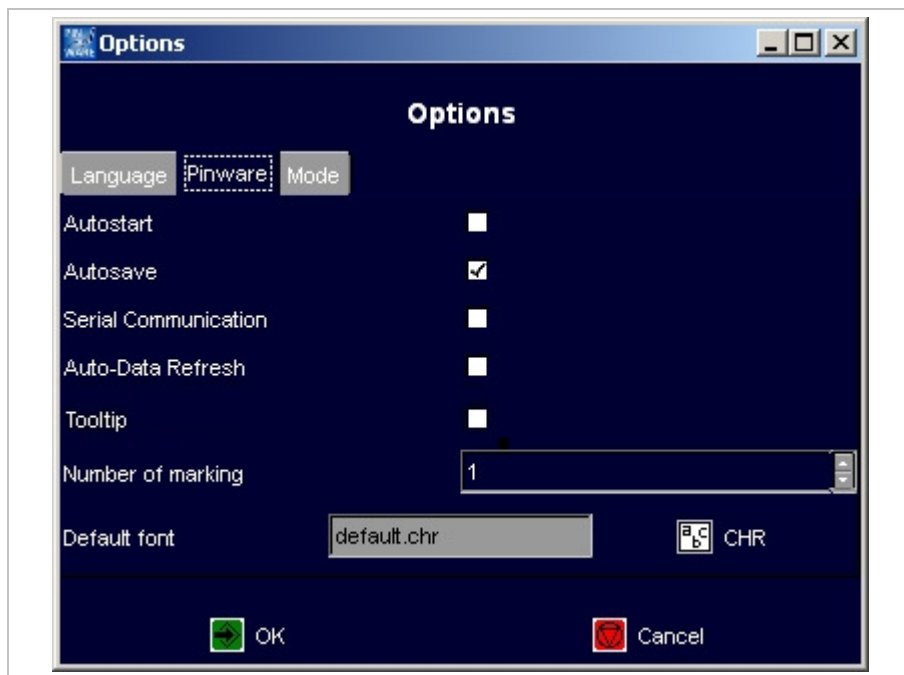 Options
Options
Language Pinware Mode
Autostart
Autosave
Serial Communication
Auto-Data Refresh
Tooltip
Number of marking 1
Default font default.chr CHR
OK Cancel